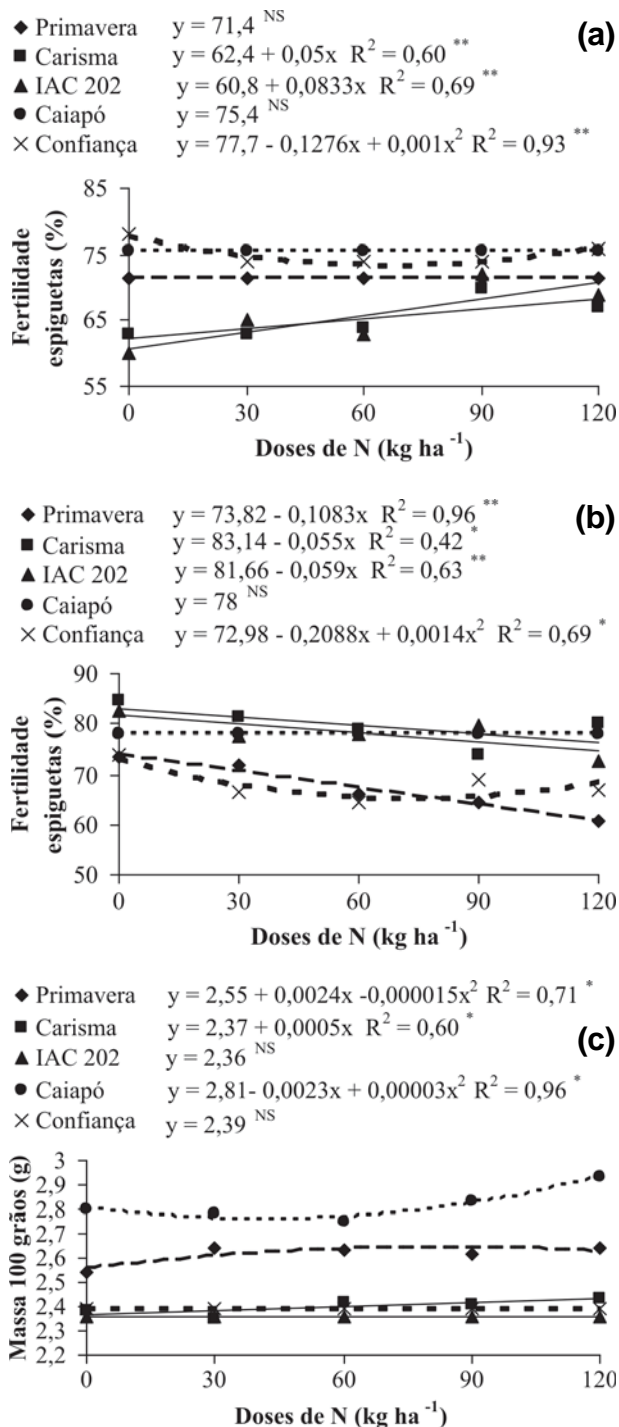 (a)
Primavera y = 71,4 NS
Carisma y = 62,4 + 0,05x R² = 0,60 **
IAC 202 y = 60,8 + 0,0833x R² = 0,69 **
Caiapó y = 75,4 NS
Confiança y = 77,7 - 0,1276x + 0,001x² R² = 0,93 **
Fertilidade
espiguetas (%)
85
75
65
55
0 30 60 90 120
Doses de N (kg ha -1)
(b)
Primavera y = 73,82 - 0,1083x R² = 0,96 **
Carisma y = 83,14 - 0,055x R² = 0,42 *
IAC 202 y = 81,66 - 0,059x R² = 0,63 **
Caiapó y = 78 NS
Confiança y = 72,98 - 0,2088x + 0,0014x² R² = 0,69 *
Fertilidade
espiguetas (%)
90
80
70
60
50
0 30 60 90 120
Doses de N (kg ha -1)
Primavera y = 2,55 + 0,0024x -0,000015x² R² = 0,71 *
Carisma y = 2,37 + 0,0005x R² = 0,60 *
(c)
IAC 202 y = 2,36 NS
Caiapó y = 2,81- 0,0023x + 0,00003x² R² = 0,96 *
Confiança y = 2,39 NS
Massa 100 grãos (g)
3
2,9
2,8
2,7
2,6
2,5
2,4
2,3
2,2
0 30 60 90 120
Doses de N (kg ha -1)